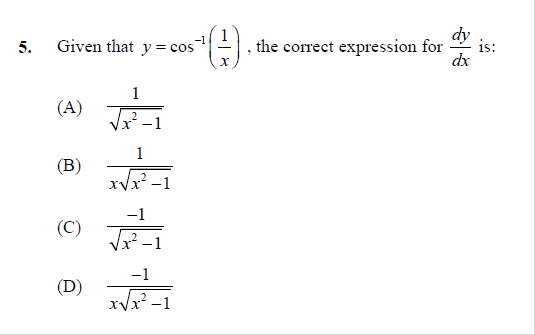 5. Given that y = cos⁻¹(1/x), the correct expression for dy/dx is:
(A) 1/√(x² −1)
(B) 1/(x√(x² −1))
(C) −1/√(x² −1)
(D) −1/(x√(x² −1))